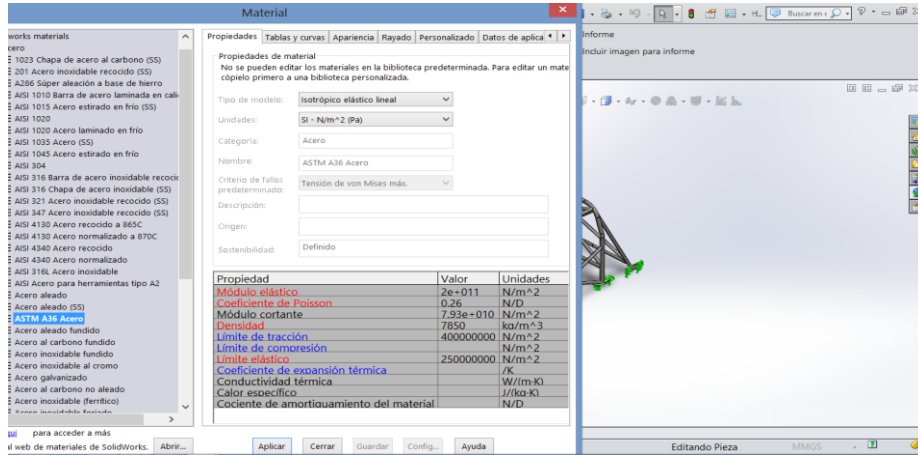 Material
works materials
cero
1023 Chapa de acero al carbono (SS)
201 Acero inoxidable recocido (SS)
A286 Súper aleación a base de hierro
AISI 1010 Barra de acero laminada en cali
AISI 1015 Acero estirado en frío (SS)
AISI 1020
AISI 1020 Acero laminado en frío
AISI 1035 Acero (SS)
AISI 1045 Acero estirado en frío
AISI 304
AISI 316 Barra de acero inoxidable recocic
AISI 316 Chapa de acero inoxidable (SS)
AISI 321 Acero inoxidable recocido (SS)
AISI 347 Acero inoxidable recocido (SS)
AISI 4130 Acero recocido a 865C
AISI 4130 Acero normalizado a 870C
AISI 4340 Acero recocido
AISI 4340 Acero normalizado
AISI 316L Acero inoxidable
AISI Acero para herramientas tipo A2
Acero aleado
Acero aleado (SS)
ASTM A36 Acero
Acero aleado fundido
Acero al carbono fundido
Acero inoxidable fundido
Acero inoxidable al cromo
Acero galvanizado
Acero al carbono no aleado
Acero inoxidable (ferrítico)
Acero inoxidable forjado
quí para acceder a más
al web de materiales de SolidWorks. Abrir...
Propiedades Tablas y curvas Apariencia Rayado Personalizado Datos de aplica
Propiedades de material
No se pueden editar los materiales en la biblioteca predeterminada. Para editar un mate
cópielo primero a una biblioteca personalizada.
Tipo de modelo: Isotrópico elástico lineal
Unidades: SI - N/m^2 (Pa)
Categoría: Acero
Nombre: ASTM A36 Acero
Criterio de fallos
predeterminado: Tensión de von Mises máx.
Descripción:
Origen:
Sostenibilidad: Definido
Propiedad Valor Unidades
Módulo elástico 2e+011 N/m^2
Coeficiente de Poisson 0.26 N/D
Módulo cortante 7.93e+010 N/m^2
Densidad 7850 kg/m^3
Límite de tracción 400000000 N/m^2
Límite de compresión N/m^2
Límite elástico 250000000 N/m^2
Coeficiente de expansión térmica /K
Conductividad térmica W/(m·K)
Calor específico J/(kg·K)
Cociente de amortiguamiento del material N/D
Aplicar Cerrar Guardar Config... Ayuda
Buscar en
Informe
Incluir imagen para informe
Editando Pieza MMGS